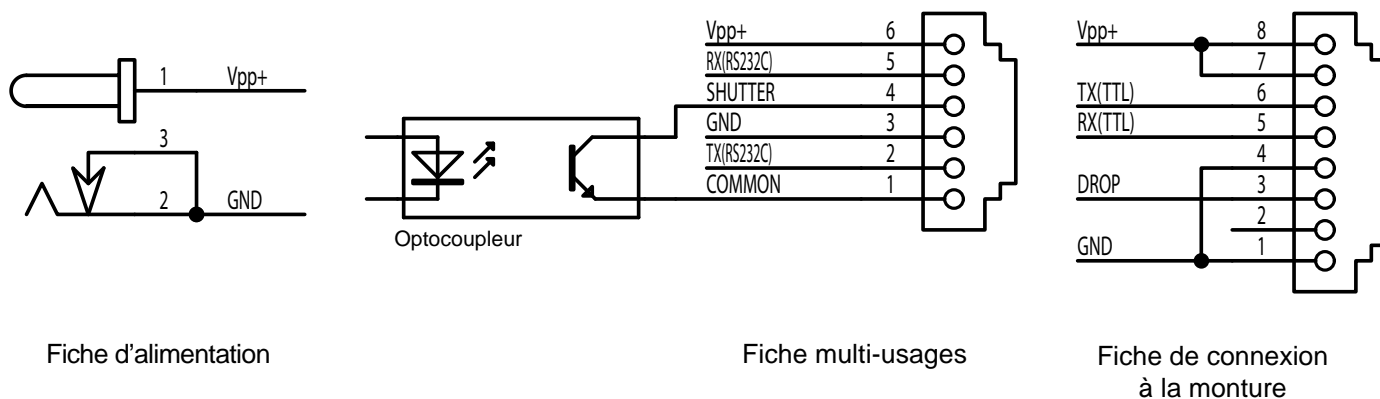 1 Vpp+
3
2 GND
Fiche d'alimentation
Optocoupleur
Vpp+ 6
RX(RS232C) 5
SHUTTER 4
GND 3
TX(RS232C) 2
COMMON 1
Fiche multi-usages
Vpp+ 8
7
TX(TTL) 6
RX(TTL) 5
4
DROP 3
2
GND 1
Fiche de connexion
à la monture